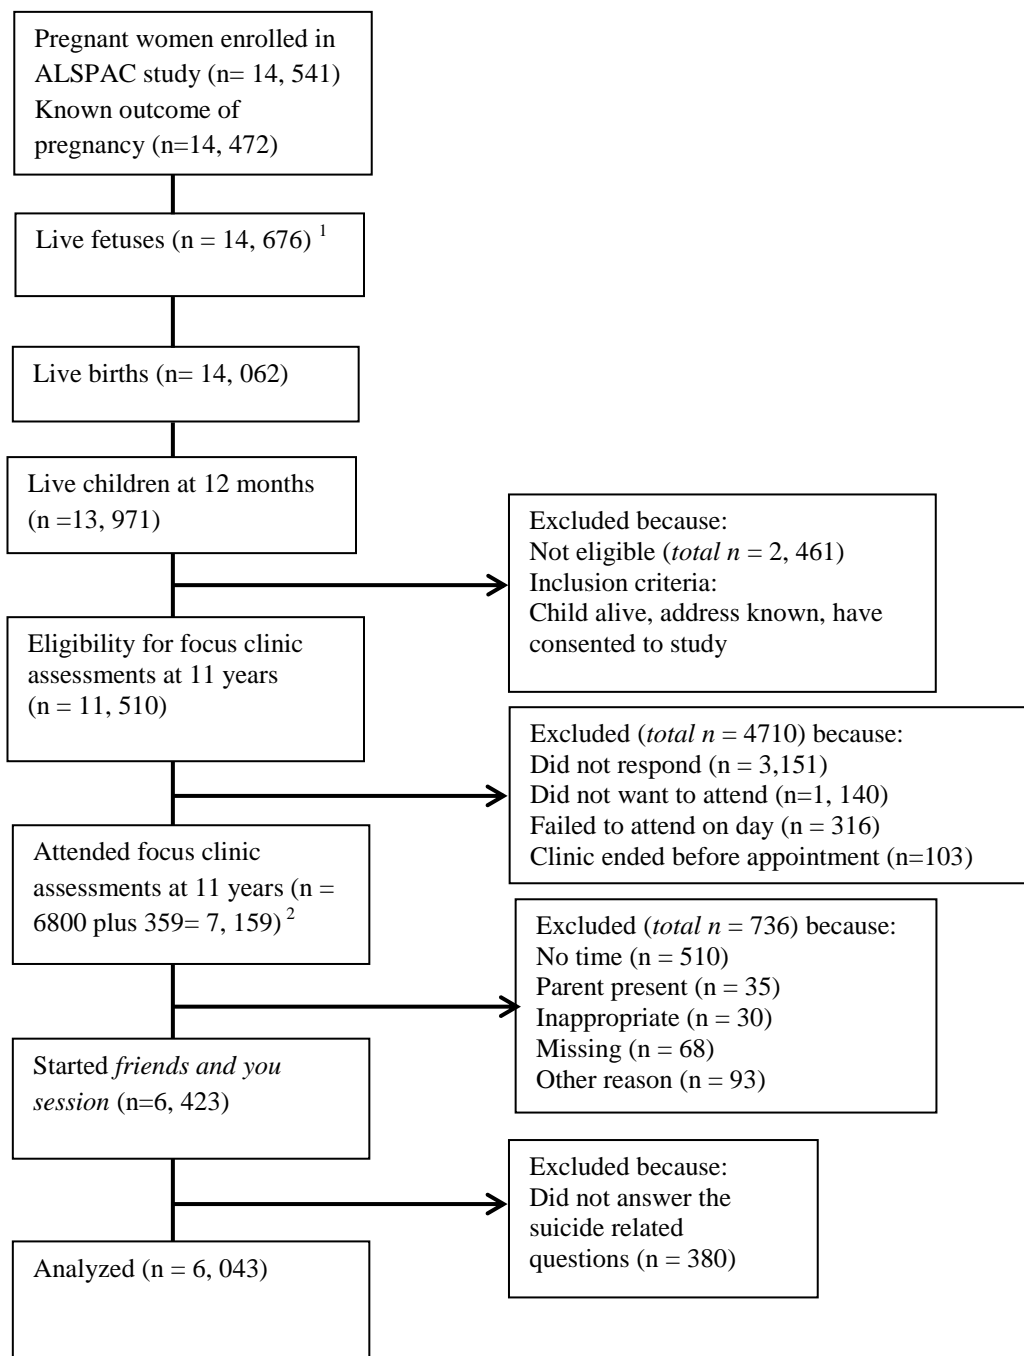 Pregnant women enrolled in
ALSPAC study (n= 14, 541)
Known outcome of
pregnancy (n=14, 472)
Live fetuses (n = 14, 676) 1
Live births (n= 14, 062)
Live children at 12 months
(n =13, 971)
Excluded because:
Not eligible (total n = 2, 461)
Inclusion criteria:
Child alive, address known, have
consented to study
Eligibility for focus clinic
assessments at 11 years
(n = 11, 510)
Excluded (total n = 4710) because:
Did not respond (n = 3,151)
Did not want to attend (n=1, 140)
Failed to attend on day (n = 316)
Clinic ended before appointment (n=103)
Attended focus clinic
assessments at 11 years (n =
6800 plus 359= 7, 159) 2
Excluded (total n = 736) because:
No time (n = 510)
Parent present (n = 35)
Inappropriate (n = 30)
Missing (n = 68)
Other reason (n = 93)
Started friends and you
session (n=6, 423)
Excluded because:
Did not answer the
suicide related
questions (n = 380)
Analyzed (n = 6, 043)